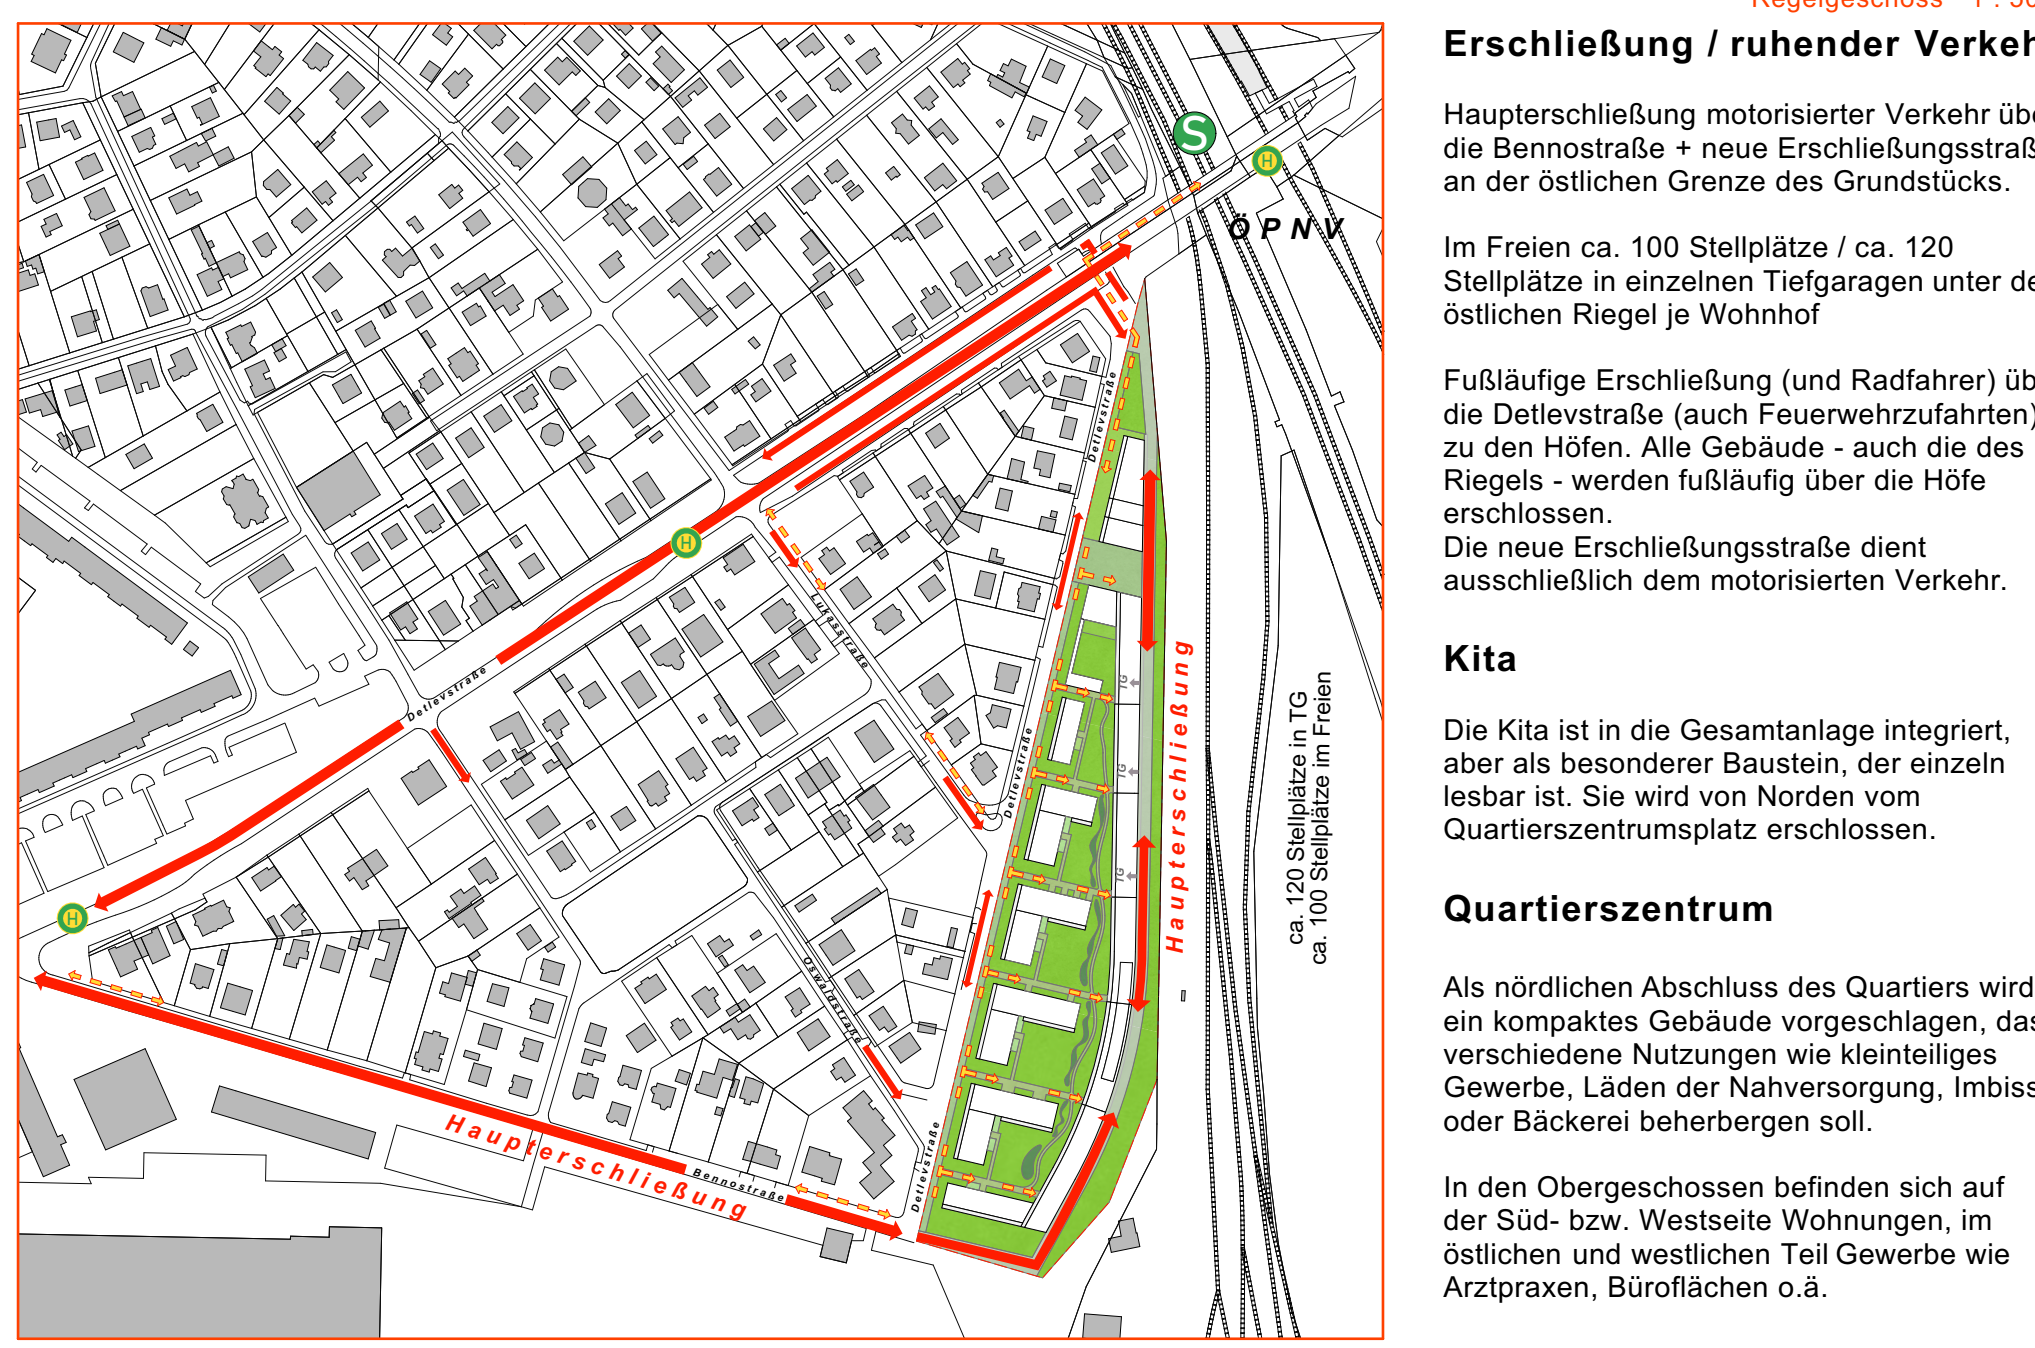 Regelgeschoss 1 : 50
Erschließung / ruhender Verkeh
Haupterschließung motorisierter Verkehr übe
die Bennostraße + neue Erschließungsstraß
an der östlichen Grenze des Grundstücks.
Im Freien ca. 100 Stellplätze / ca. 120
Stellplätze in einzelnen Tiefgaragen unter de
östlichen Riegel je Wohnhof
Fußläufige Erschließung (und Radfahrer) üb
die Detlevstraße (auch Feuerwehrzufahrten)
zu den Höfen. Alle Gebäude - auch die des
Riegels - werden fußläufig über die Höfe
erschlossen.
Die neue Erschließungsstraße dient
ausschließlich dem motorisierten Verkehr.
Kita
Die Kita ist in die Gesamtanlage integriert,
aber als besonderer Baustein, der einzeln
lesbar ist. Sie wird von Norden vom
Quartierszentrumsplatz erschlossen.
Quartierszentrum
Als nördlichen Abschluss des Quartiers wird
ein kompaktes Gebäude vorgeschlagen, das
verschiedene Nutzungen wie kleinteiliges
Gewerbe, Läden der Nahversorgung, Imbiss
oder Bäckerei beherbergen soll.
In den Obergeschossen befinden sich auf
der Süd- bzw. Westseite Wohnungen, im
östlichen und westlichen Teil Gewerbe wie
Arztpraxen, Büroflächen o.ä.
S
H
ÖPNV
Detlevstraße
H
Lukasstraße
Detlevstraße
TG
Haupterschließung
ca. 120 Stellplätze in TG
ca. 100 Stellplätze im Freien
Detlevstraße
TG
TG
H
Oswaldstraße
Haupterschließung
Bennostraße
Detlevstraße